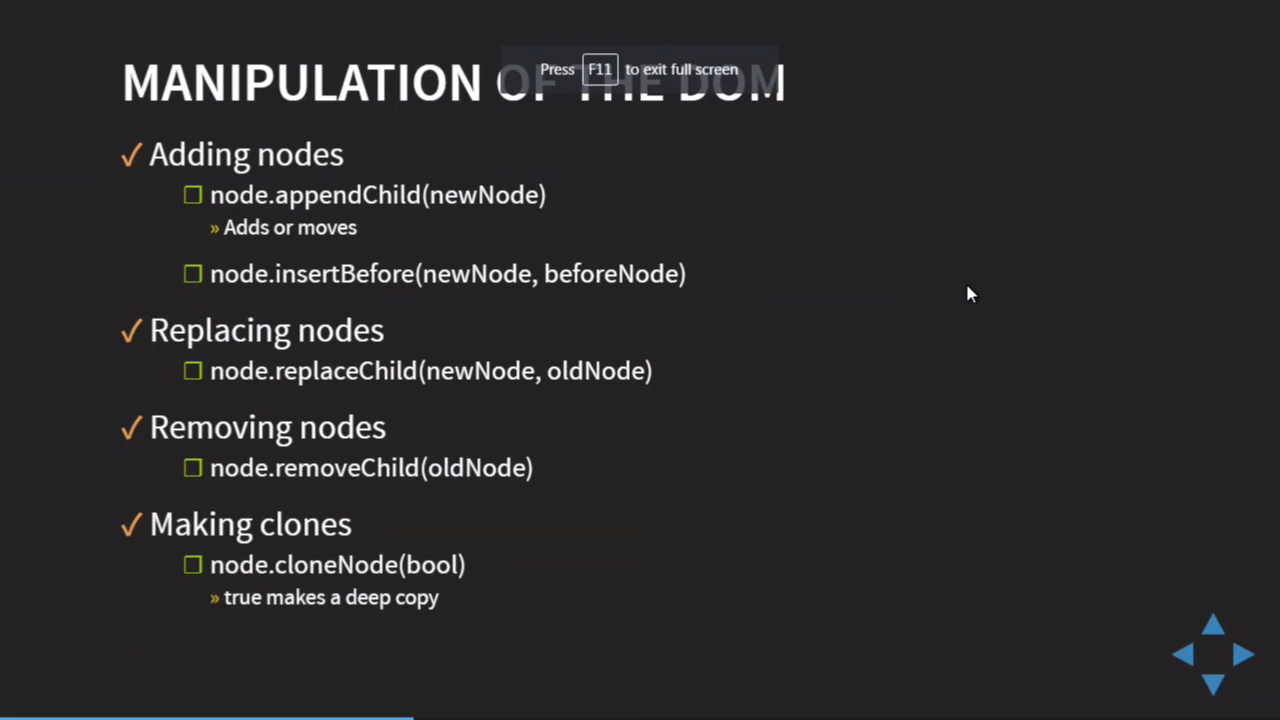 Press F11 to exit full screen
MANIPULATION OF THE DOM
✓ Adding nodes
❒ node.appendChild(newNode)
» Adds or moves
❒ node.insertBefore(newNode, beforeNode)
✓ Replacing nodes
❒ node.replaceChild(newNode, oldNode)
✓ Removing nodes
❒ node.removeChild(oldNode)
✓ Making clones
❒ node.cloneNode(bool)
» true makes a deep copy